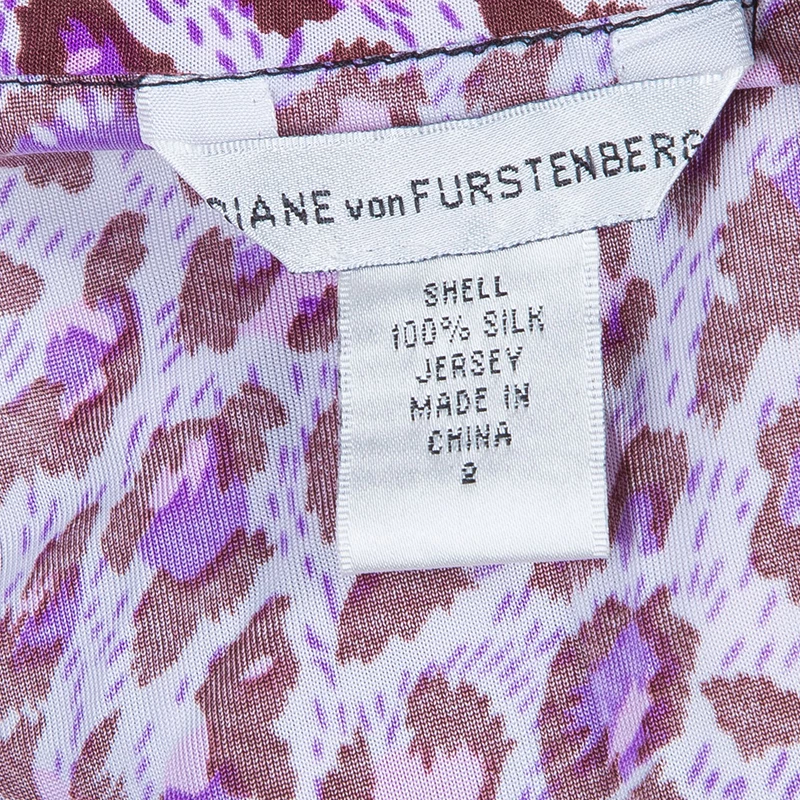 DIANE von FURSTENBERG
SHELL
100% SILK
JERSEY
MADE IN
CHINA
2